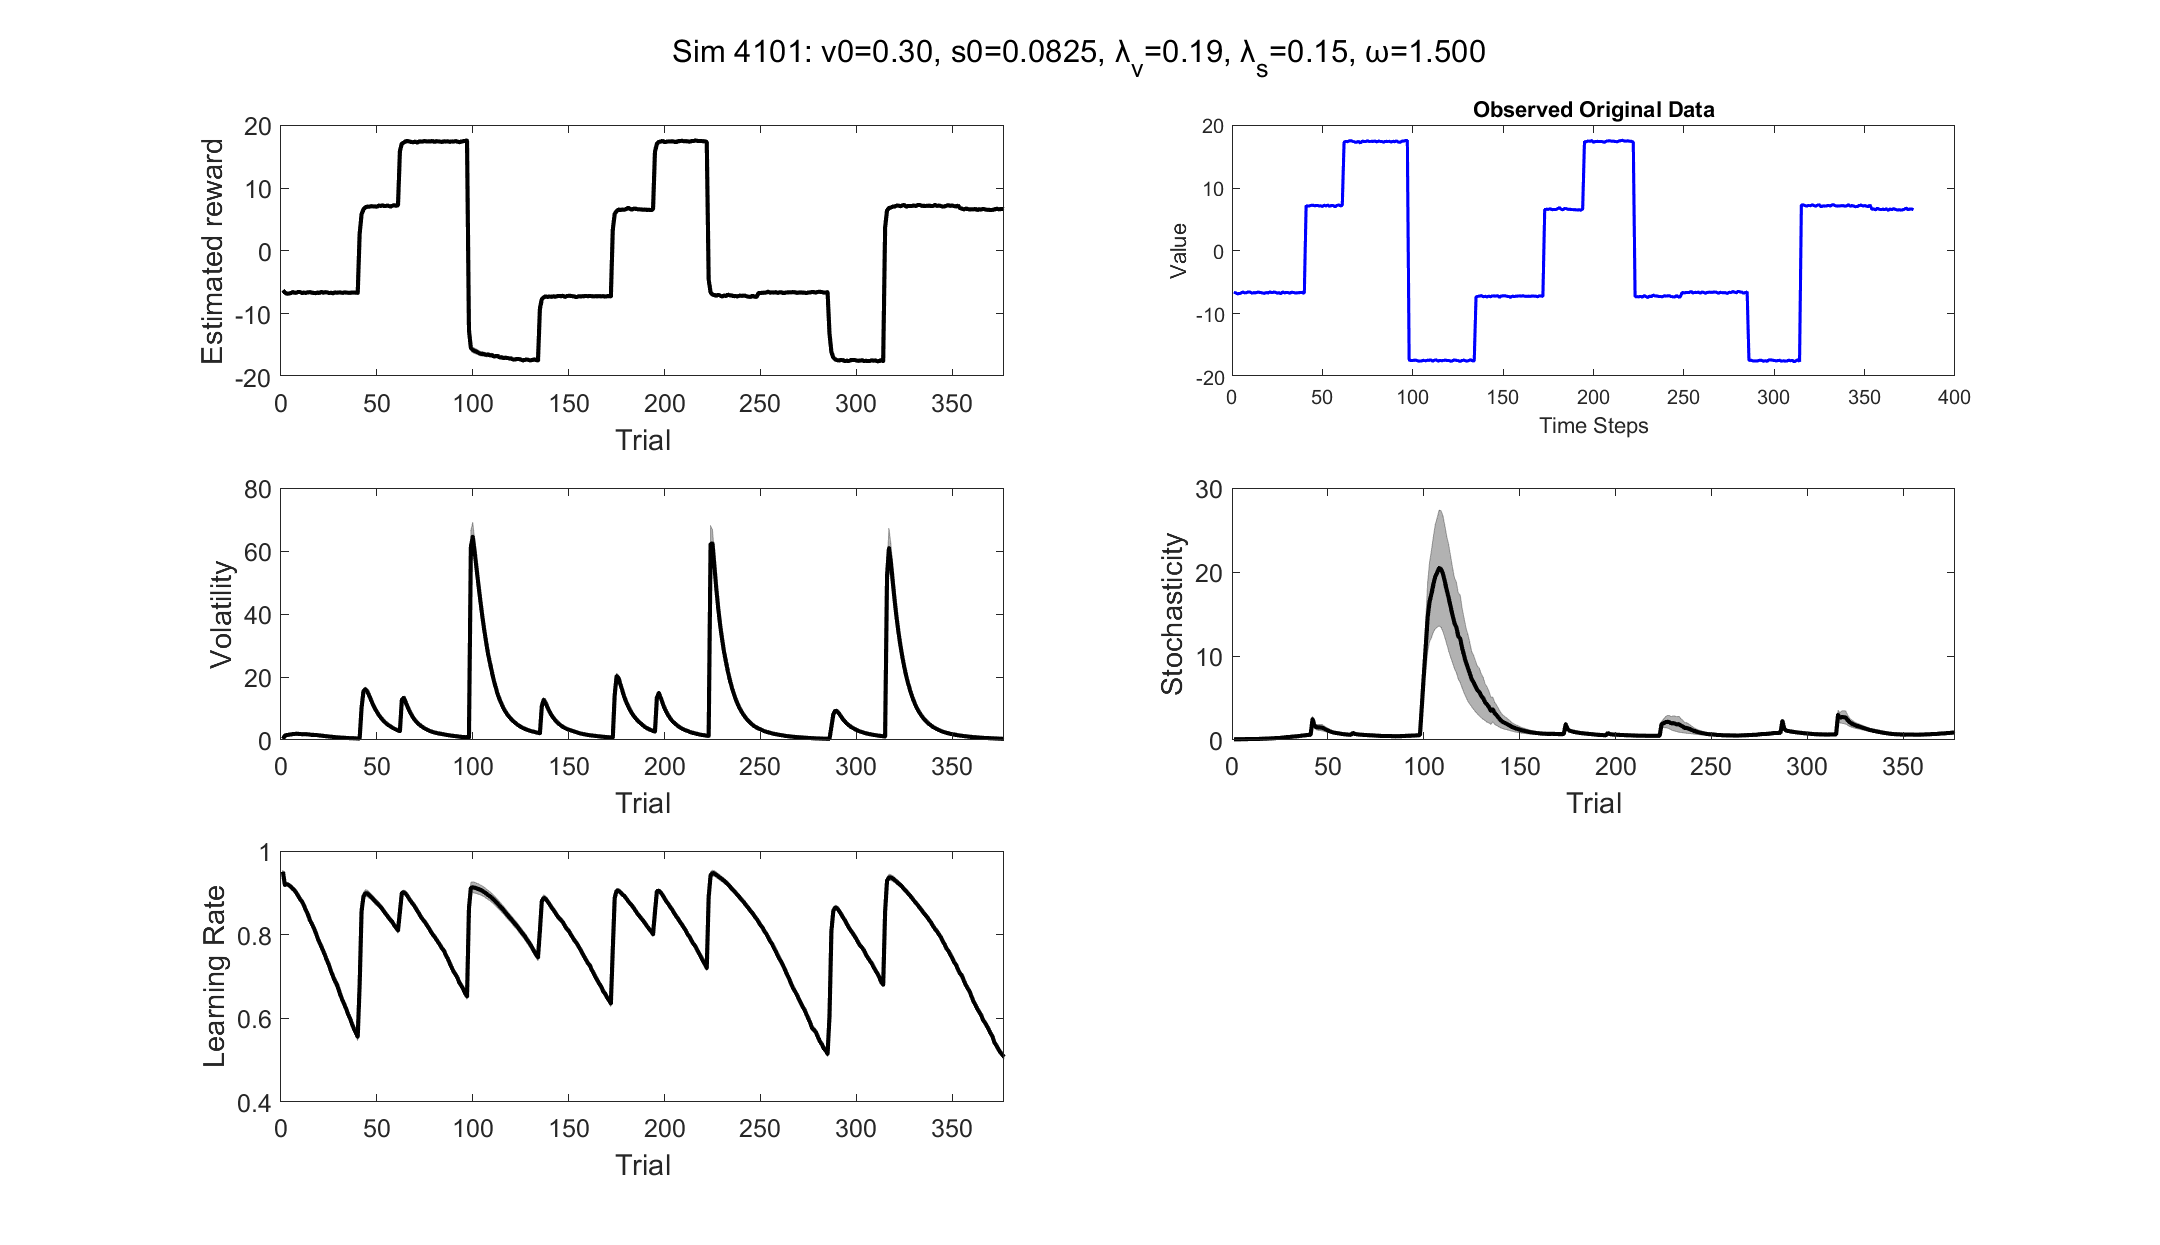 Sim 4101: v0=0.30, s0=0.0825, λv=0.19, λs=0.15, ω=1.500
20
10
0
-10
-20
Estimated reward
0 50 100 150 200 250 300 350
Trial
Observed Original Data
20
10
0
-10
-20
Value
0 50 100 150 200 250 300 350 400
Time Steps
80
60
40
20
0
Volatility
0 50 100 150 200 250 300 350
Trial
30
20
10
0
Stochasticity
0 50 100 150 200 250 300 350
Trial
1
0.8
0.6
0.4
Learning Rate
0 50 100 150 200 250 300 350
Trial